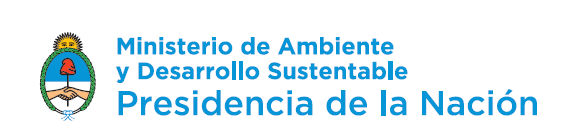 Ministerio de Ambiente
y Desarrollo Sustentable
Presidencia de la Nación